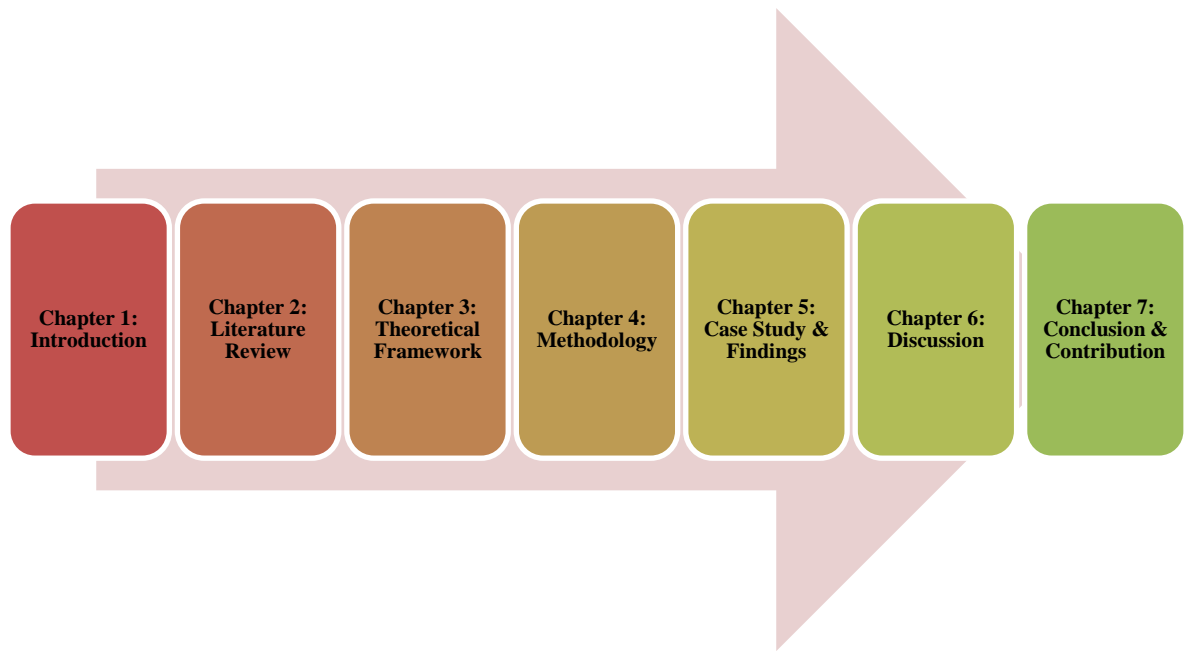 Chapter 1:
Introduction
Chapter 2:
Literature
Review
Chapter 3:
Theoretical
Framework
Chapter 4:
Methodology
Chapter 5:
Case Study &
Findings
Chapter 6:
Discussion
Chapter 7:
Conclusion &
Contribution